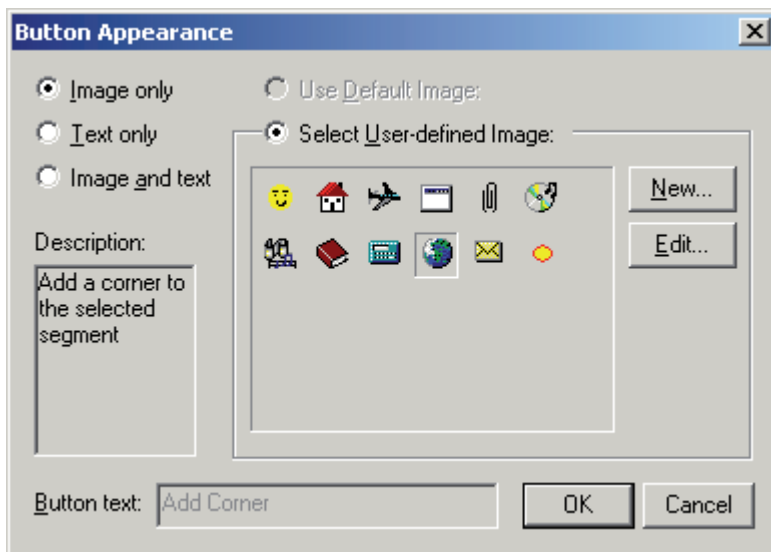 Button Appearance
Image only
Use Default Image:
Text only
Select User-defined Image:
Image and text
New...
Edit...
Description:
Add a corner to
the selected
segment
Button text:
Add Corner
OK
Cancel